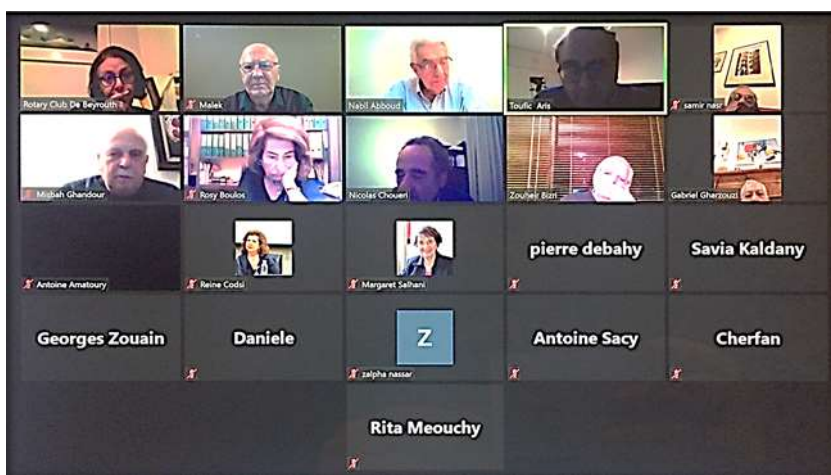 Rotary Club De Beyrouth
Malek
Nabil Abboud
Toufic Aris
samir nasr
Misbah Ghandour
Rosy Boulos
Nicolas Choueri
Zouheir Bizri
Gabriel Gharzouzi
Antoine Amatoury
Reine Codsi
Margaret Salhani
pierre debahy
Savia Kaldany
Georges Zouain
Daniele
Z
zalpha nassar
Antoine Sacy
Cherfan
Rita Meouchy